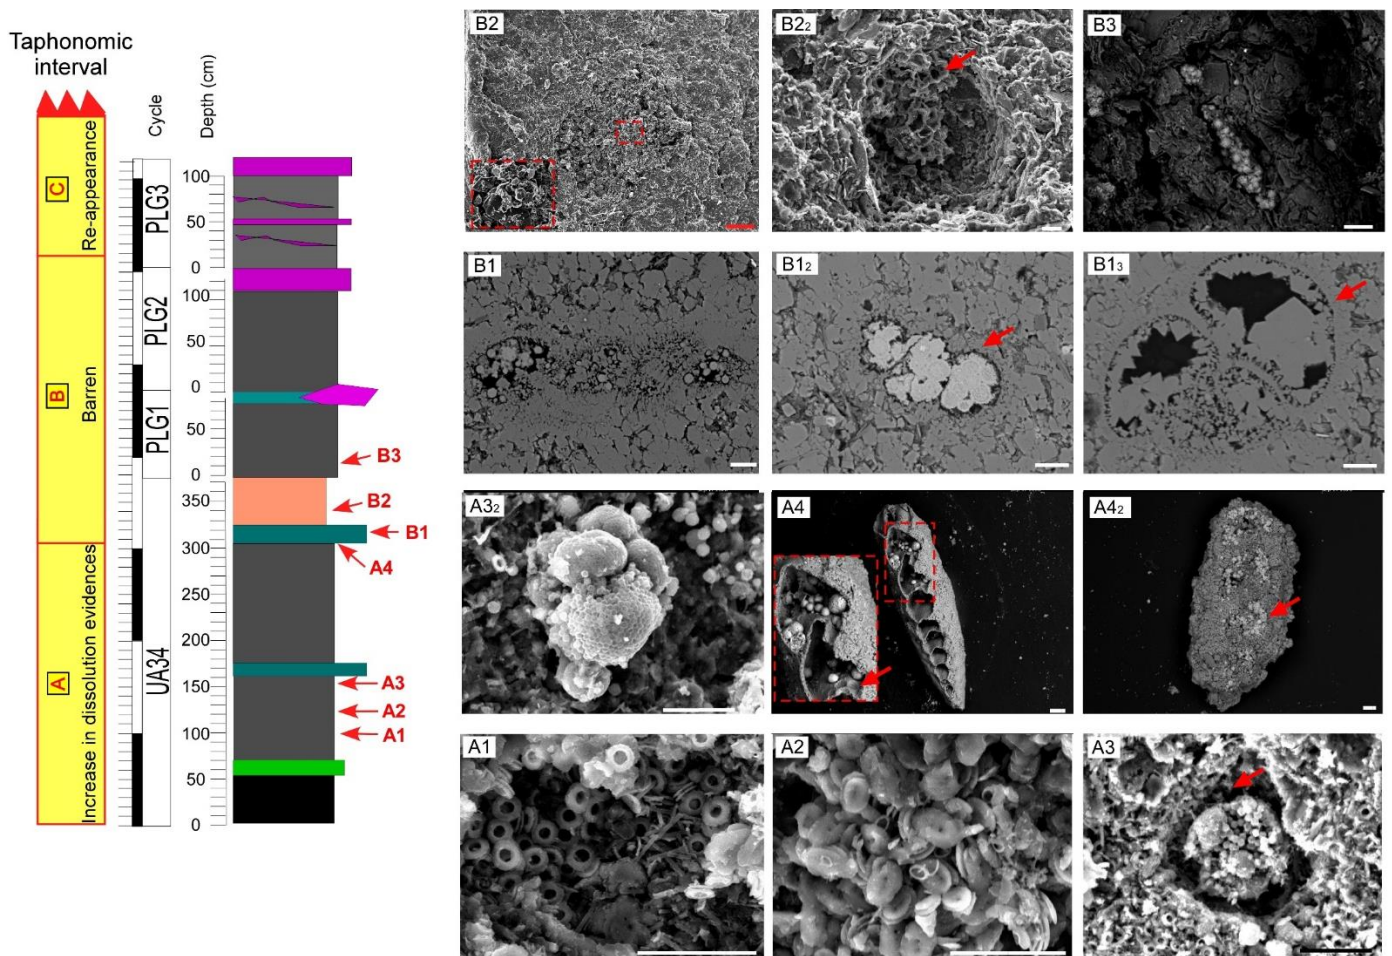 Taphonomic
interval
Cycle
Depth (cm)
C
Re-appearance
B
Barren
A
Increase in dissolution evidences
PLG3
PLG2
PLG1
UA34
100
50
0
100
50
0
50
0
350
300
250
200
150
100
50
0
B3
B2
B1
A4
A3
A2
A1
B2
B2₂
B3
B1
B1₂
B1₃
A3₂
A4
A4₂
A1
A2
A3